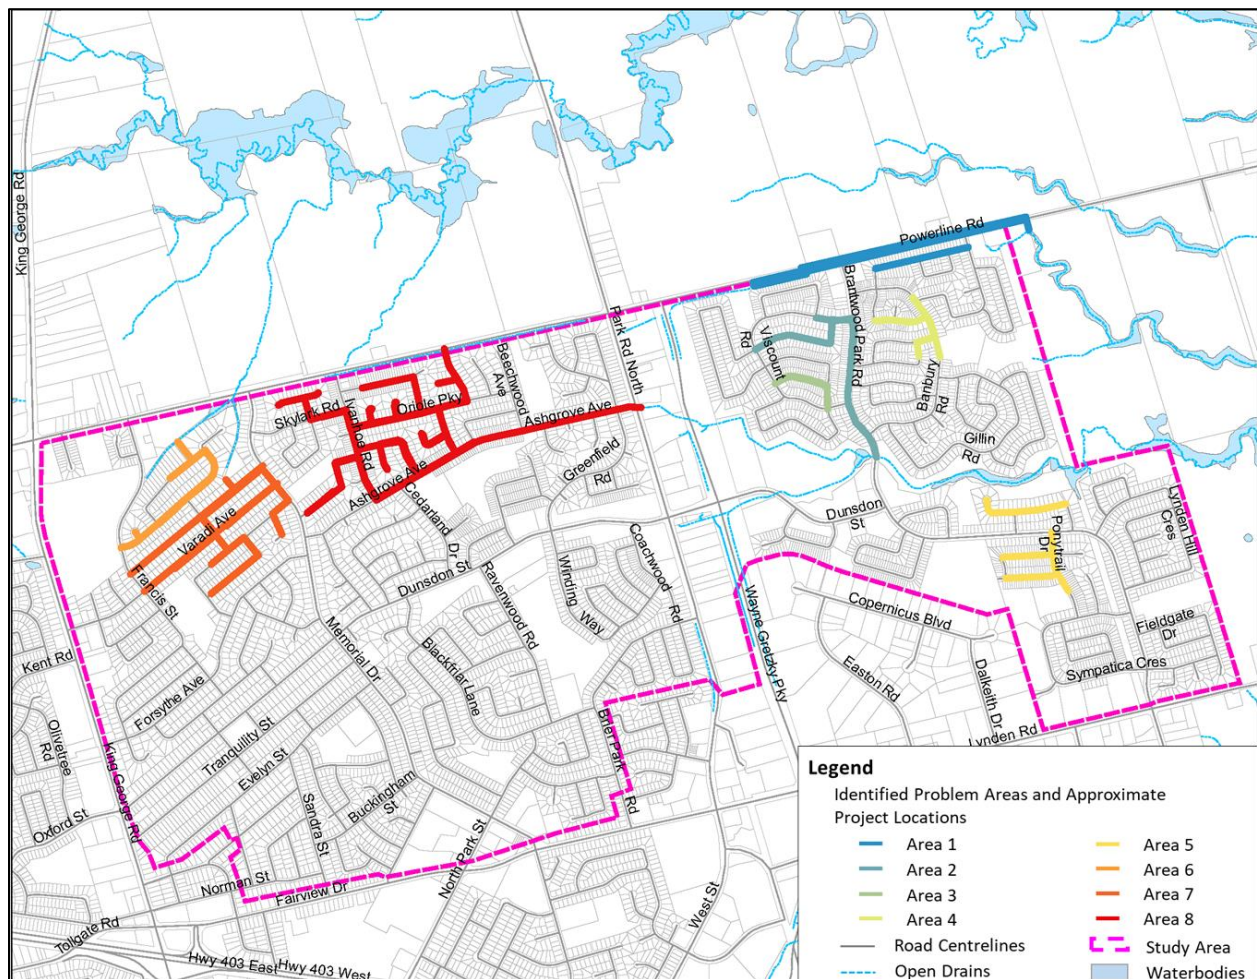 King George Rd
Powerline Rd
Brantwood Park Rd
Viscount
Rd
Banbury
Rd
Gillin
Rd
Park Rd North
Beechwood
Ave
Skylark Rd
Ivanhoe Rd
Oriole Pky
Ashgrove Ave
Ashgrove Ave
Greenfield
Rd
Cedarland
Dr
Varadi Ave
Francis St
Dunsdon St
Dunsdon
St
Ponytrail
Dr
Lynden Hill
Cres
Coachwood
Rd
Winding
Way
Ravenwood Rd
Wayne Gretzky Pky
Copernicus Blvd
Easton Rd
Dalkeith Dr
Fieldgate
Dr
Sympatica Cres
Lynden Rd
Kent Rd
Memorial Dr
Blackfriar Lane
Forsythe Ave
Olivetree
Rd
Tranquility St
King George Rd
Evelyn St
Brier Park
Rd
Oxford St
Sandra St
Buckingham
St
North Park St
Norman St
Fairview Dr
West St
Tollgate Rd
Hwy 403 East
Hwy 403 West
Legend
Identified Problem Areas and Approximate
Project Locations
Area 1
Area 2
Area 3
Area 4
Road Centrelines
Open Drains
Area 5
Area 6
Area 7
Area 8
Study Area
Waterbodies